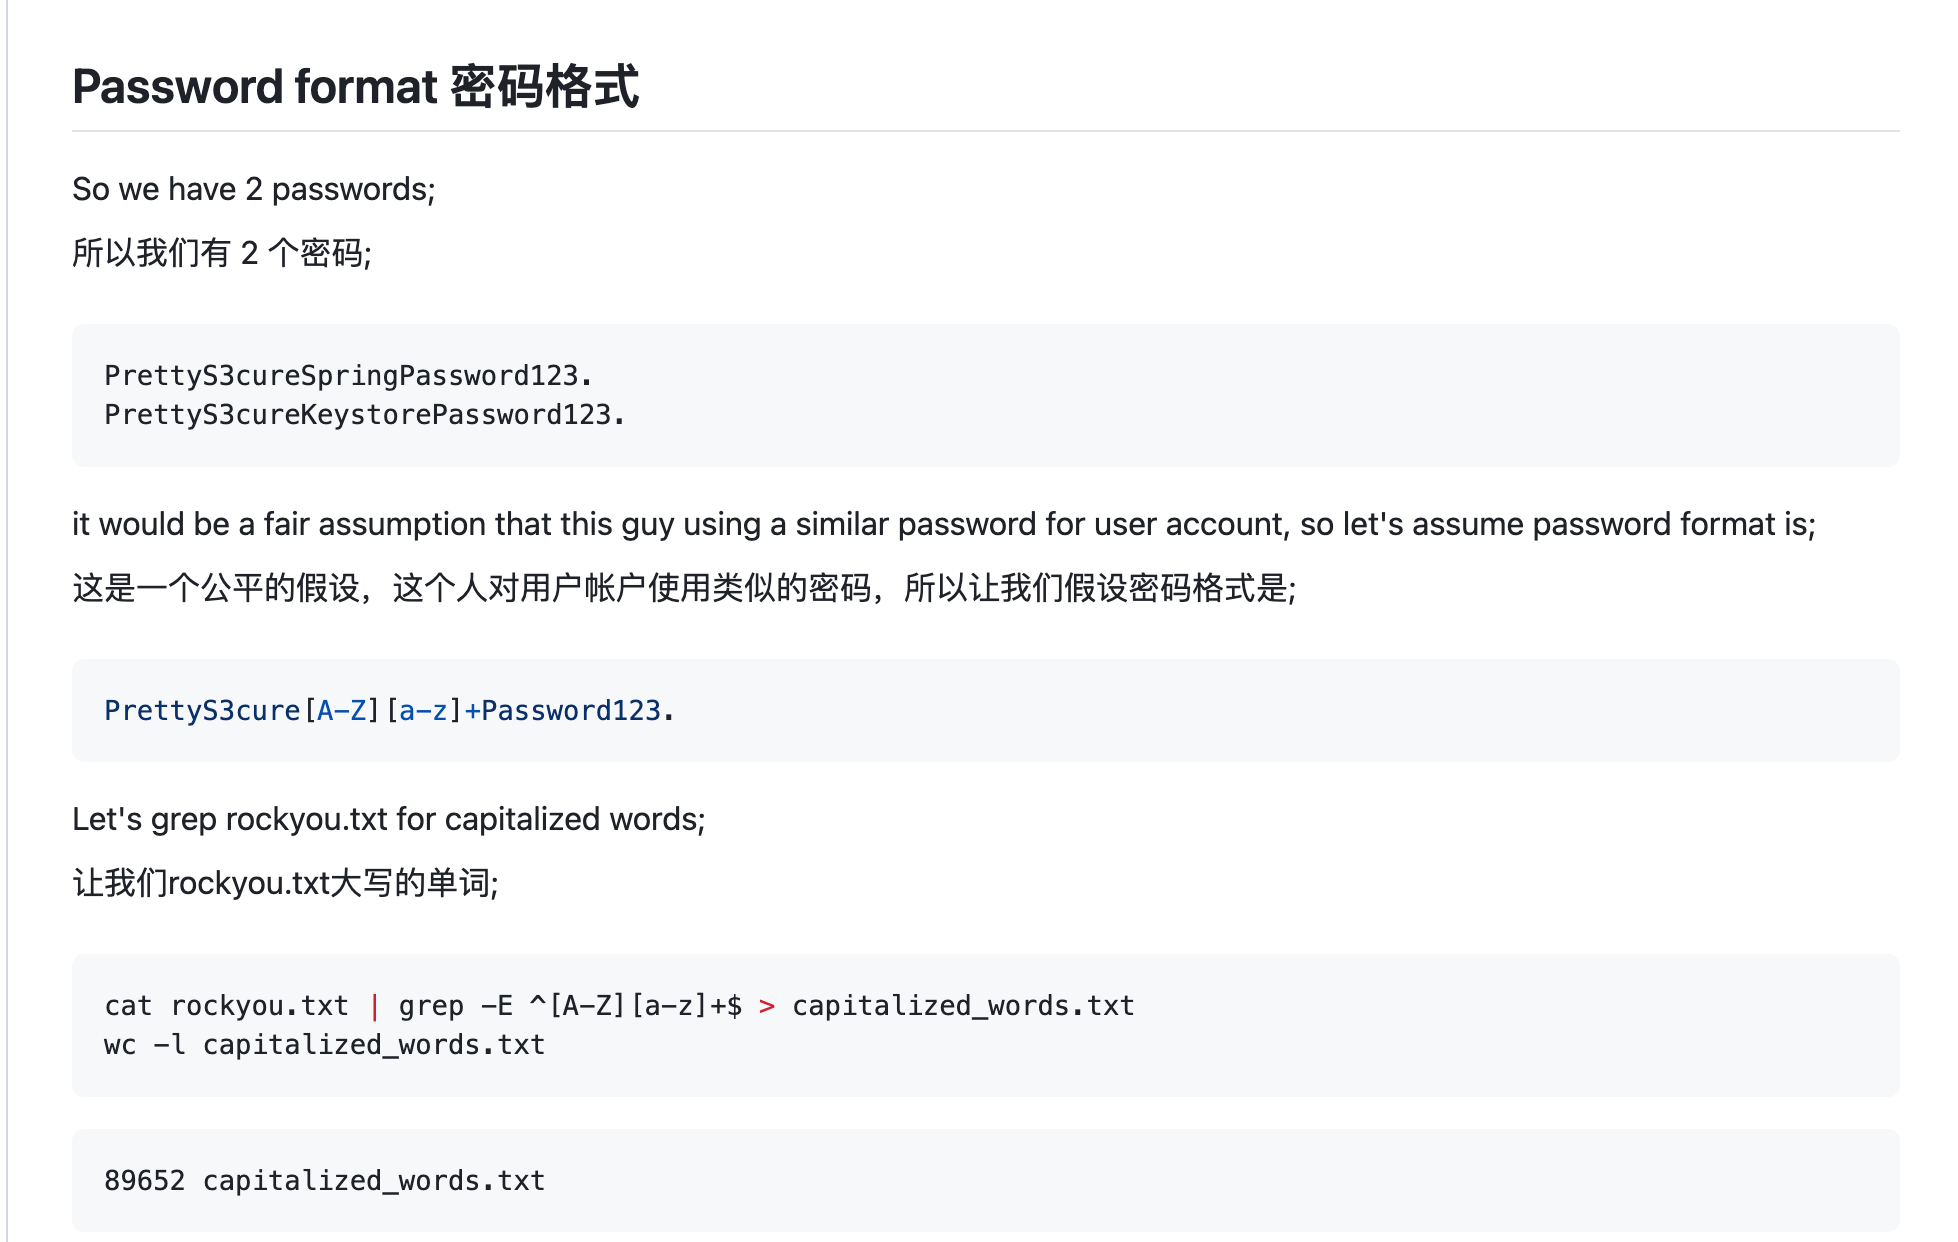 Password format 密码格式
So we have 2 passwords;
所以我们有 2 个密码;
PrettyS3cureSpringPassword123.
PrettyS3cureKeystorePassword123.
it would be a fair assumption that this guy using a similar password for user account, so let's assume password format is;
这是一个公平的假设，这个人对用户帐户使用类似的密码，所以让我们假设密码格式是;
PrettyS3cure[A-Z][a-z]+Password123.
Let's grep rockyou.txt for capitalized words;
让我们rockyou.txt大写的单词;
cat rockyou.txt | grep -E ^[A-Z][a-z]+$ > capitalized_words.txt
wc -l capitalized_words.txt
89652 capitalized_words.txt